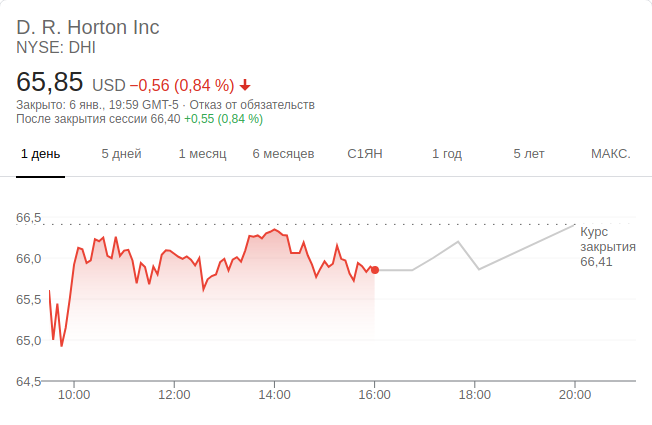 D. R. Horton Inc
NYSE: DHI
65,85 USD −0,56 (0,84 %)
Закрыто: 6 янв., 19:59 GMT-5 · Отказ от обязательств
После закрытия сессии 66,40 +0,55 (0,84 %)
1 день 5 дней 1 месяц 6 месяцев С1ЯН 1 год 5 лет МАКС.
66,5
66,0
65,5
65,0
64,5
Курс
закрытия
66,41
10:00 12:00 14:00 16:00 18:00 20:00